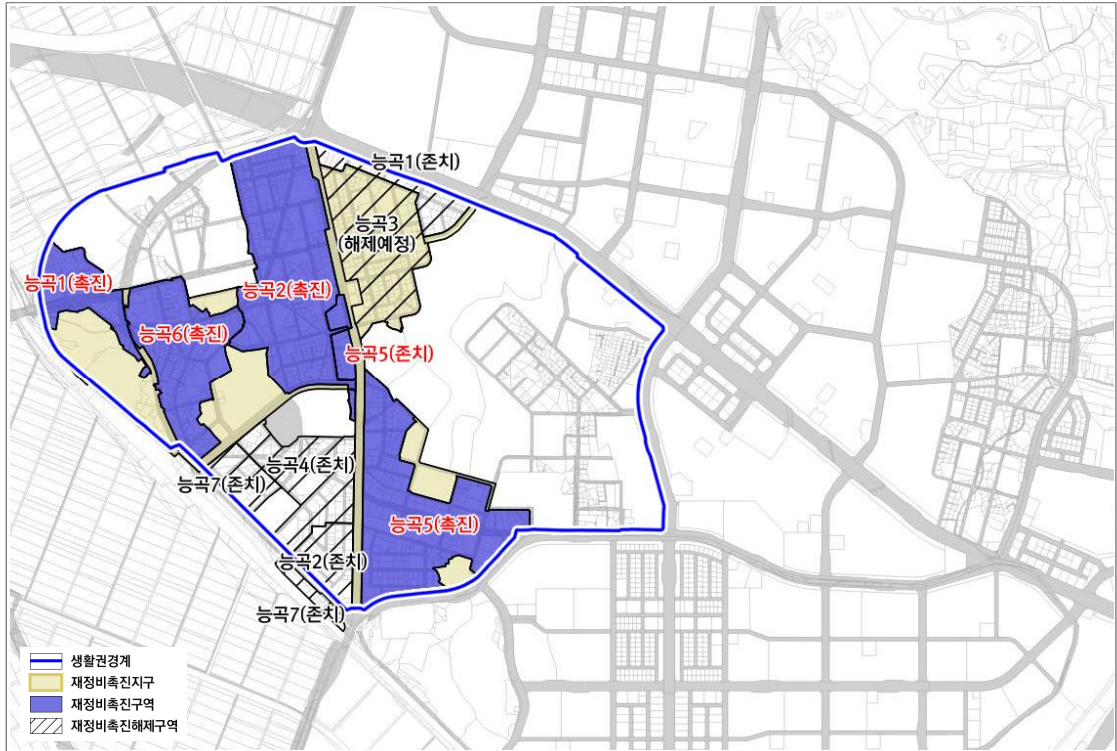 능곡1(존치)
능곡3
(해제예정)
능곡1(촉진)
능곡2(촉진)
능곡6(촉진)
능곡5(존치)
능곡4(존치)
능곡7(존치)
능곡5(촉진)
능곡2(존치)
능곡7(존치)
생활권경계
재정비촉진지구
재정비촉진구역
재정비촉진해제구역